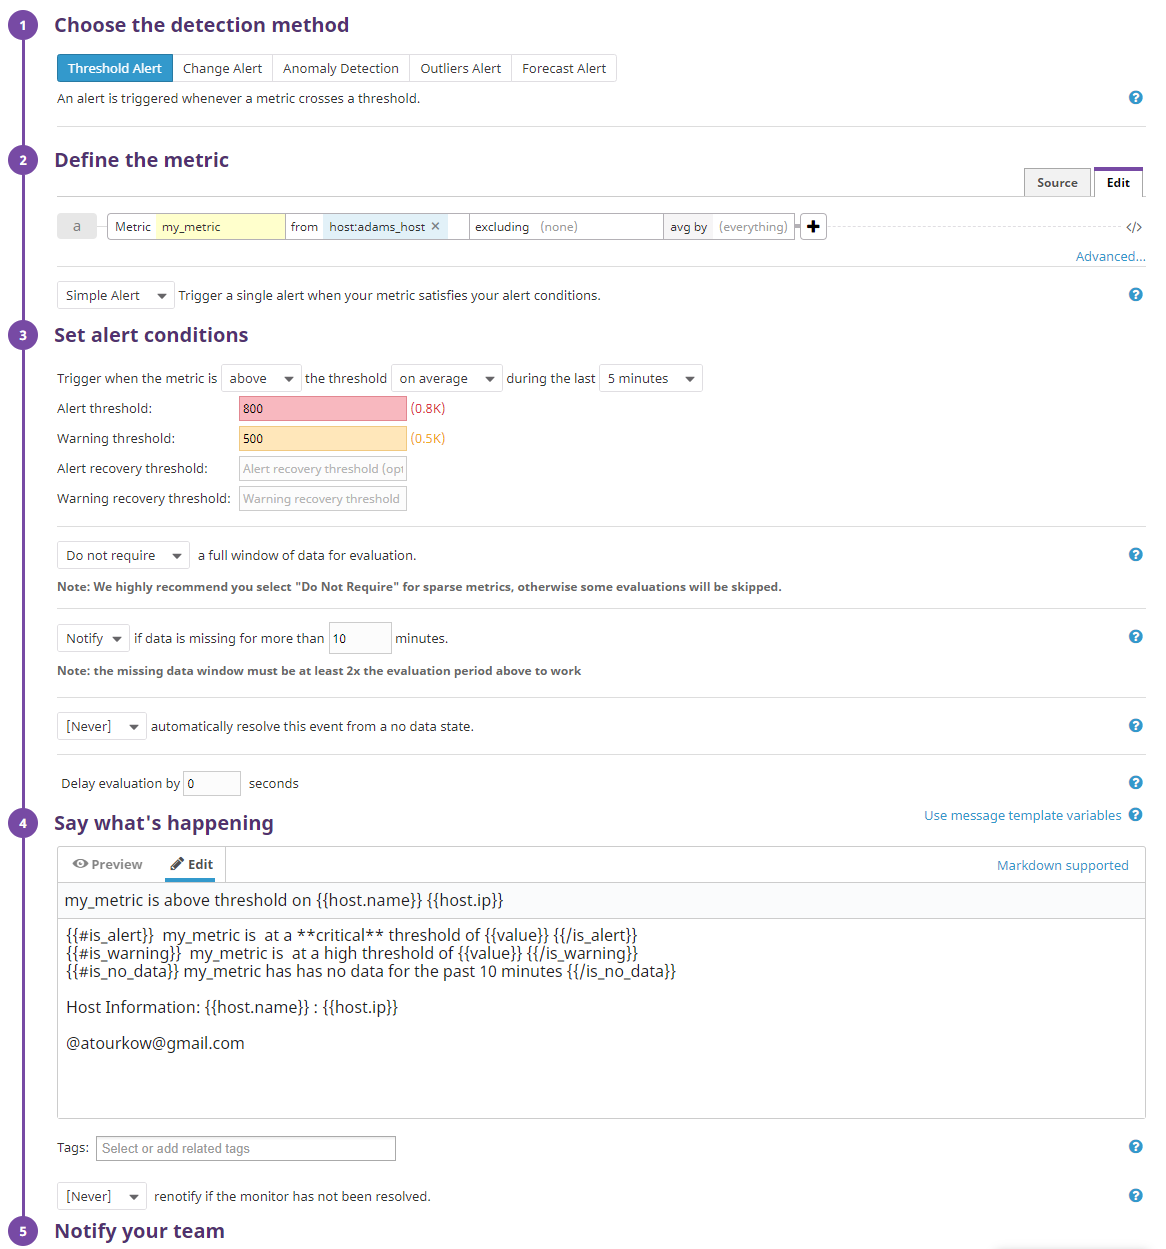 1 Choose the detection method
Threshold Alert Change Alert Anomaly Detection Outliers Alert Forecast Alert
An alert is triggered whenever a metric crosses a threshold. ?
2 Define the metric
Source Edit
a Metric my_metric from host:adams_host × excluding (none) avg by (everything) + </>
Advanced...
Simple Alert Trigger a single alert when your metric satisfies your alert conditions. ?
3 Set alert conditions
Trigger when the metric is above the threshold on average during the last 5 minutes
Alert threshold: 800 (0.8K)
Warning threshold: 500 (0.5K)
Alert recovery threshold: Alert recovery threshold (opt
Warning recovery threshold: Warning recovery threshold
Do not require a full window of data for evaluation. ?
Note: We highly recommend you select "Do Not Require" for sparse metrics, otherwise some evaluations will be skipped.
Notify if data is missing for more than 10 minutes. ?
Note: the missing data window must be at least 2x the evaluation period above to work
[Never] automatically resolve this event from a no data state. ?
Delay evaluation by 0 seconds ?
4 Say what's happening Use message template variables ?
Preview Edit Markdown supported
my_metric is above threshold on {{host.name}} {{host.ip}}
{{#is_alert}} my_metric is at a **critical** threshold of {{value}} {{/is_alert}}
{{#is_warning}} my_metric is at a high threshold of {{value}} {{/is_warning}}
{{#is_no_data}} my_metric has has no data for the past 10 minutes {{/is_no_data}}
Host Information: {{host.name}} : {{host.ip}}
@atourkow@gmail.com
Tags: Select or add related tags ?
[Never] renotify if the monitor has not been resolved. ?
5 Notify your team